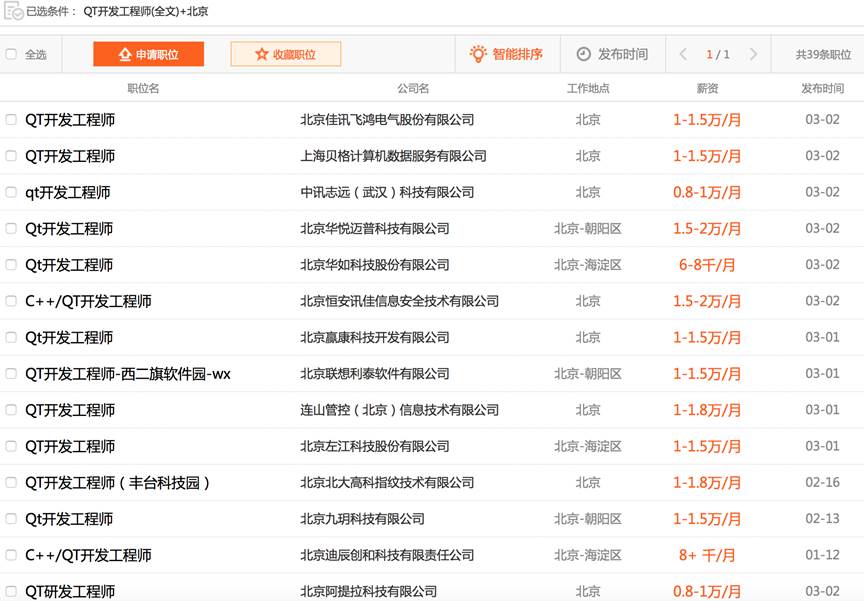 已选条件： QT开发工程师(全文)+北京
全选 申请职位 收藏职位 智能排序 发布时间 1 / 1 共39条职位
职位名 公司名 工作地点 薪资 发布时间
QT开发工程师 北京佳讯飞鸿电气股份有限公司 北京 1-1.5万/月 03-02
QT开发工程师 上海贝格计算机数据服务有限公司 北京 1-1.5万/月 03-02
qt开发工程师 中讯志远（武汉）科技有限公司 北京 0.8-1万/月 03-02
Qt开发工程师 北京华悦迈普科技有限公司 北京-朝阳区 1.5-2万/月 03-02
Qt开发工程师 北京华如科技股份有限公司 北京-海淀区 6-8千/月 03-02
C++/QT开发工程师 北京恒安讯佳信息安全技术有限公司 北京 1.5-2万/月 03-02
Qt开发工程师 北京赢康科技开发有限公司 北京 1-1.5万/月 03-01
QT开发工程师-西二旗软件园-wx 北京联想利泰软件有限公司 北京-朝阳区 1-1.5万/月 03-01
QT开发工程师 连山管控（北京）信息技术有限公司 北京 1-1.8万/月 03-01
QT开发工程师 北京左江科技股份有限公司 北京-海淀区 1-1.5万/月 03-01
QT开发工程师（丰台科技园） 北京北大高科指纹技术有限公司 北京 1-1.8万/月 02-16
Qt开发工程师 北京九玥科技有限公司 北京-朝阳区 1-1.5万/月 02-13
C++/QT开发工程师 北京迪辰创和科技有限责任公司 北京-海淀区 8+ 千/月 01-12
QT研发工程师 北京阿提拉科技有限公司 北京 0.8-1万/月 03-02